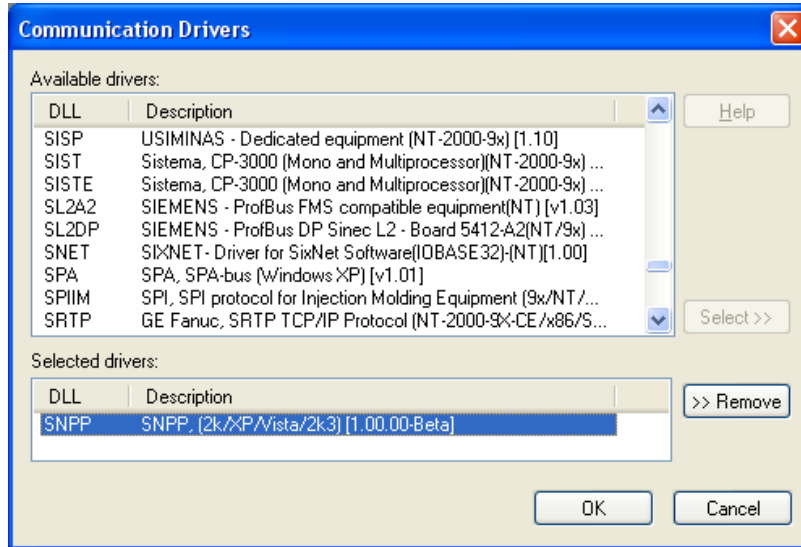 Communication Drivers
Available drivers:
DLL Description
SISP USIMINAS - Dedicated equipment (NT-2000-9x) [1.10]
SIST Sistema, CP-3000 (Mono and Multiprocessor)(NT-2000-9x) ...
SISTE Sistema, CP-3000 (Mono and Multiprocessor)(NT-2000-9x) ...
SL2A2 SIEMENS - ProfBus FMS compatible equipment(NT) [v1.03]
SL2DP SIEMENS - ProfBus DP Sinec L2 - Board 5412-A2(NT/9x) ...
SNET SIXNET- Driver for SixNet Software(IOBASE32)-(NT)[1.00]
SPA SPA, SPA-bus (Windows XP) [v1.01]
SPIIM SPI, SPI protocol for Injection Molding Equipment (9x/NT/...
SRTP GE Fanuc, SRTP TCP/IP Protocol (NT-2000-9X-CE/x86/S...
Help
Select >>
Selected drivers:
DLL Description
SNPP SNPP, (2k/XP/Vista/2k3) [1.00.00-Beta]
>> Remove
OK Cancel